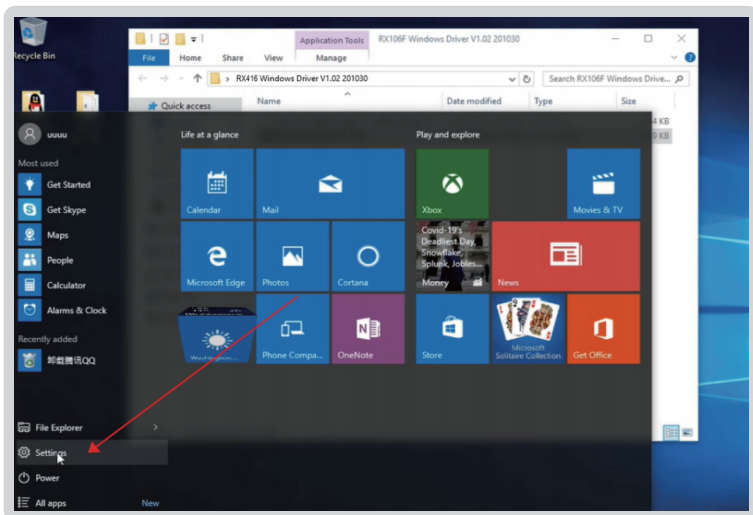 Recycle Bin
Application Tools
RX106F Windows Driver V1.02 201030
File Home Share View Manage
RX416 Windows Driver V1.02 201030
Search RX106F Windows Drive...
Quick access
Name Date modified Type Size
4 KB
9 KB
uuuu
Life at a glance
Play and explore
Most used
Get Started
Get Skype
Maps
People
Calculator
Alarms & Clock
Recently added
卸载腾讯QQ
File Explorer
Settings
Power
All apps
New
Calendar
Mail
Xbox
Movies & TV
Microsoft Edge
Photos
Cortana
Covid-19's
Deadliest Day,
Snowflake,
Splunk, Jobles...
Money
News
Phone Compa...
OneNote
Store
Microsoft
Solitaire Collection
Get Office